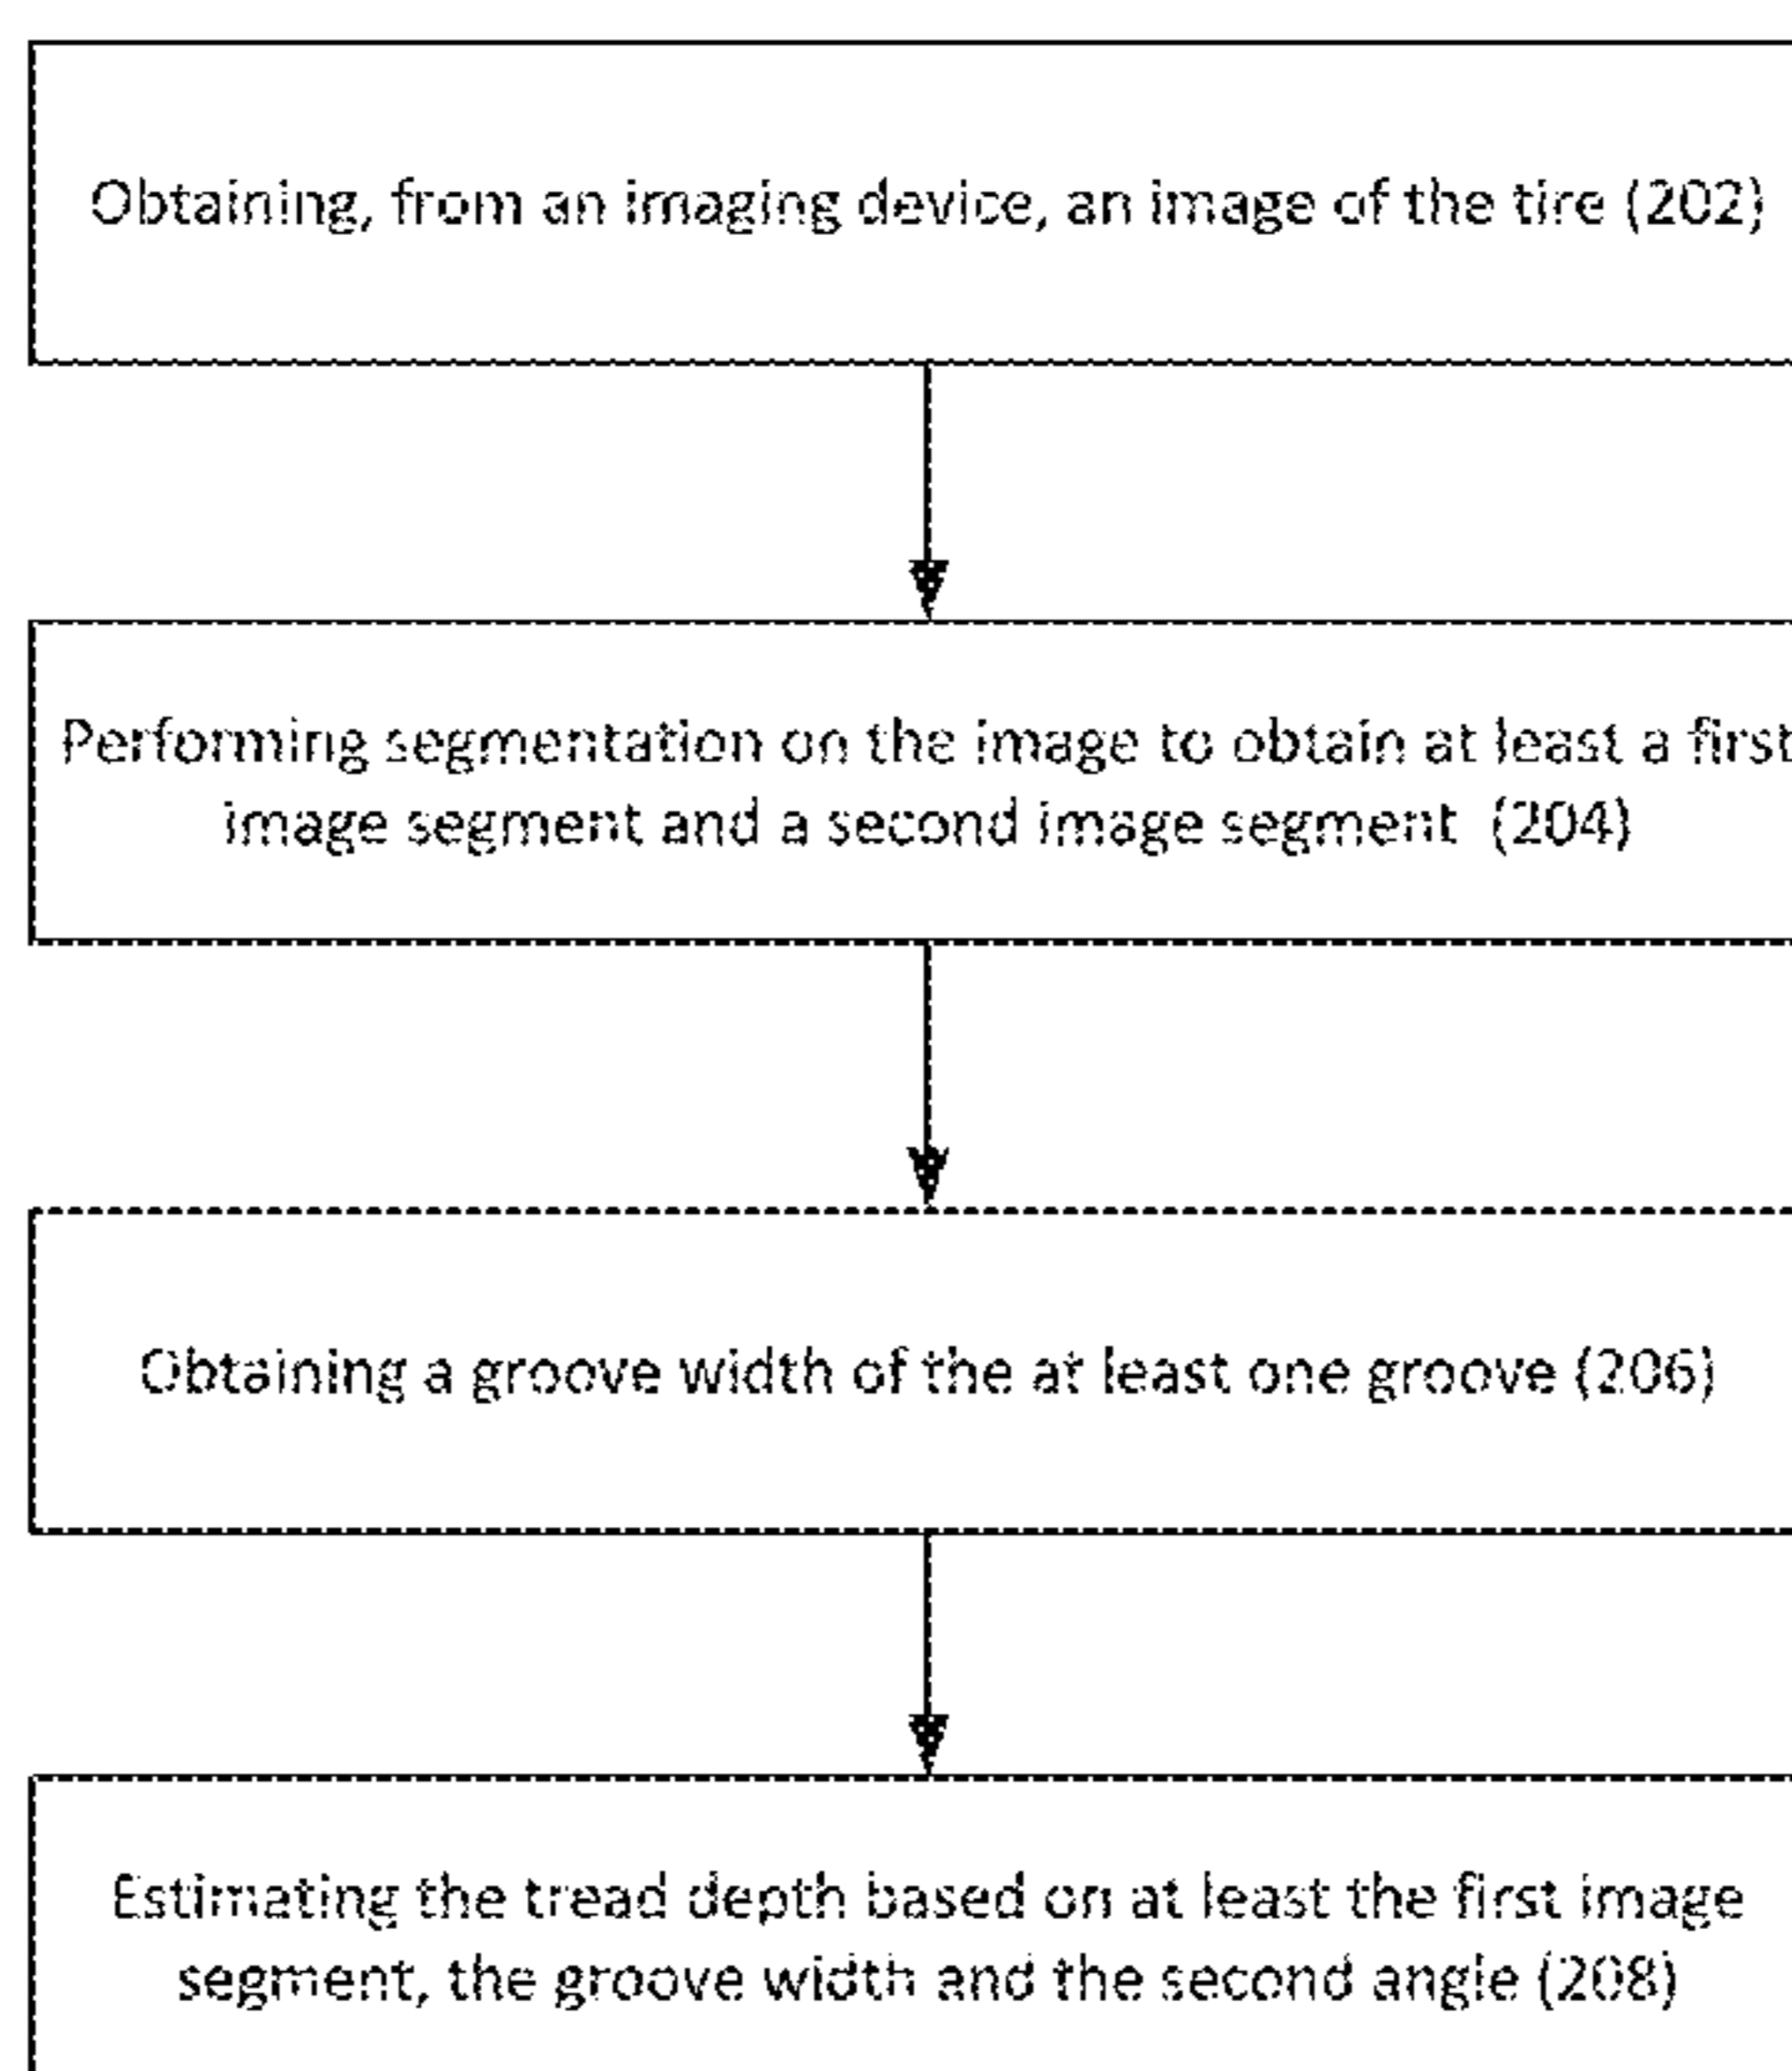 Obtaining, from an imaging device, an image of the tire (202)
Performing segmentation on the image to obtain at least a first
image segment and a second image segment (204)
Obtaining a groove width of the at least one groove (206)
Estimating the tread depth based on at least the first image
segment, the groove width and the second angle (208)